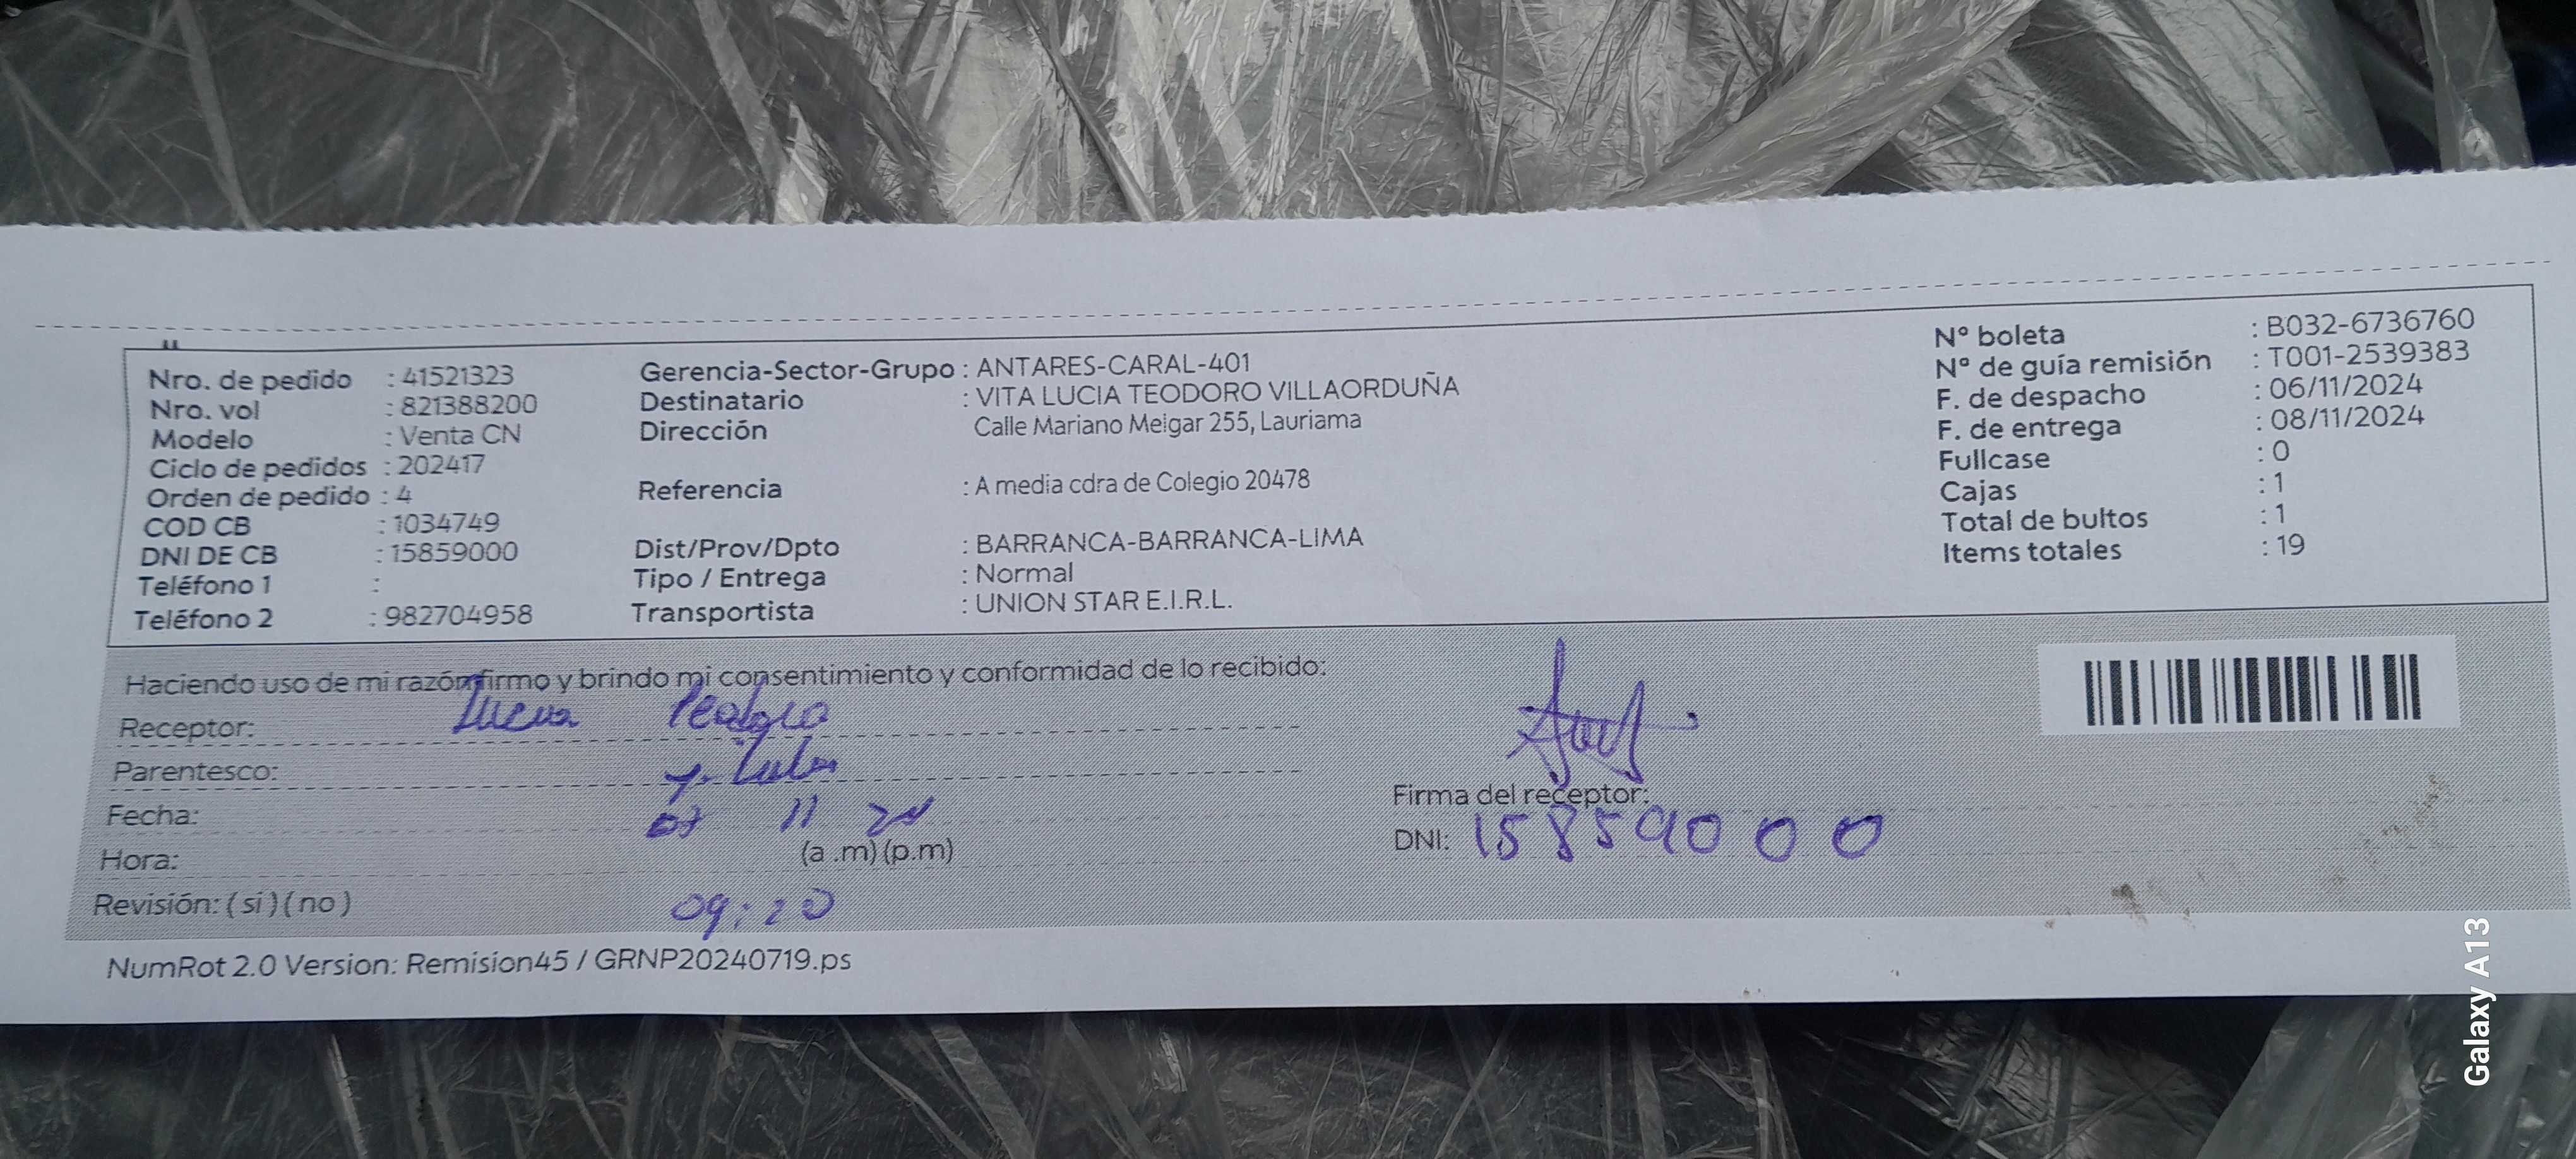 Nro. de pedido : 41521323
Nro. vol : 821388200
Modelo : Venta CN
Ciclo de pedidos : 202417
Orden de pedido : 4
COD CB : 1034749
DNI DE CB : 15859000
Teléfono 1 :
Teléfono 2 : 982704958
Gerencia-Sector-Grupo : ANTARES-CARAL-401
Destinatario : VITA LUCIA TEODORO VILLAORDUÑA
Dirección Calle Mariano Melgar 255, Lauriama
Referencia : A media cdra de Colegio 20478
Dist/Prov/Dpto : BARRANCA-BARRANCA-LIMA
Tipo / Entrega : Normal
Transportista : UNION STAR E.I.R.L.
N° boleta : B032-6736760
N° de guía remisión : T001-2539383
F. de despacho : 06/11/2024
F. de entrega : 08/11/2024
Fullcase : 0
Cajas : 1
Total de bultos : 1
Items totales : 19
Haciendo uso de mi razón firmo y brindo mi consentimiento y conformidad de lo recibido:
Receptor: Lucia Teodoro
Parentesco:
Fecha: 07 11 24
Hora: (a .m) (p.m)
Revisión: ( si ) ( no ) 09:20
Firma del receptor:
DNI: 15859000
NumRot 2.0 Version: Remision45 / GRNP20240719.ps
Galaxy A13